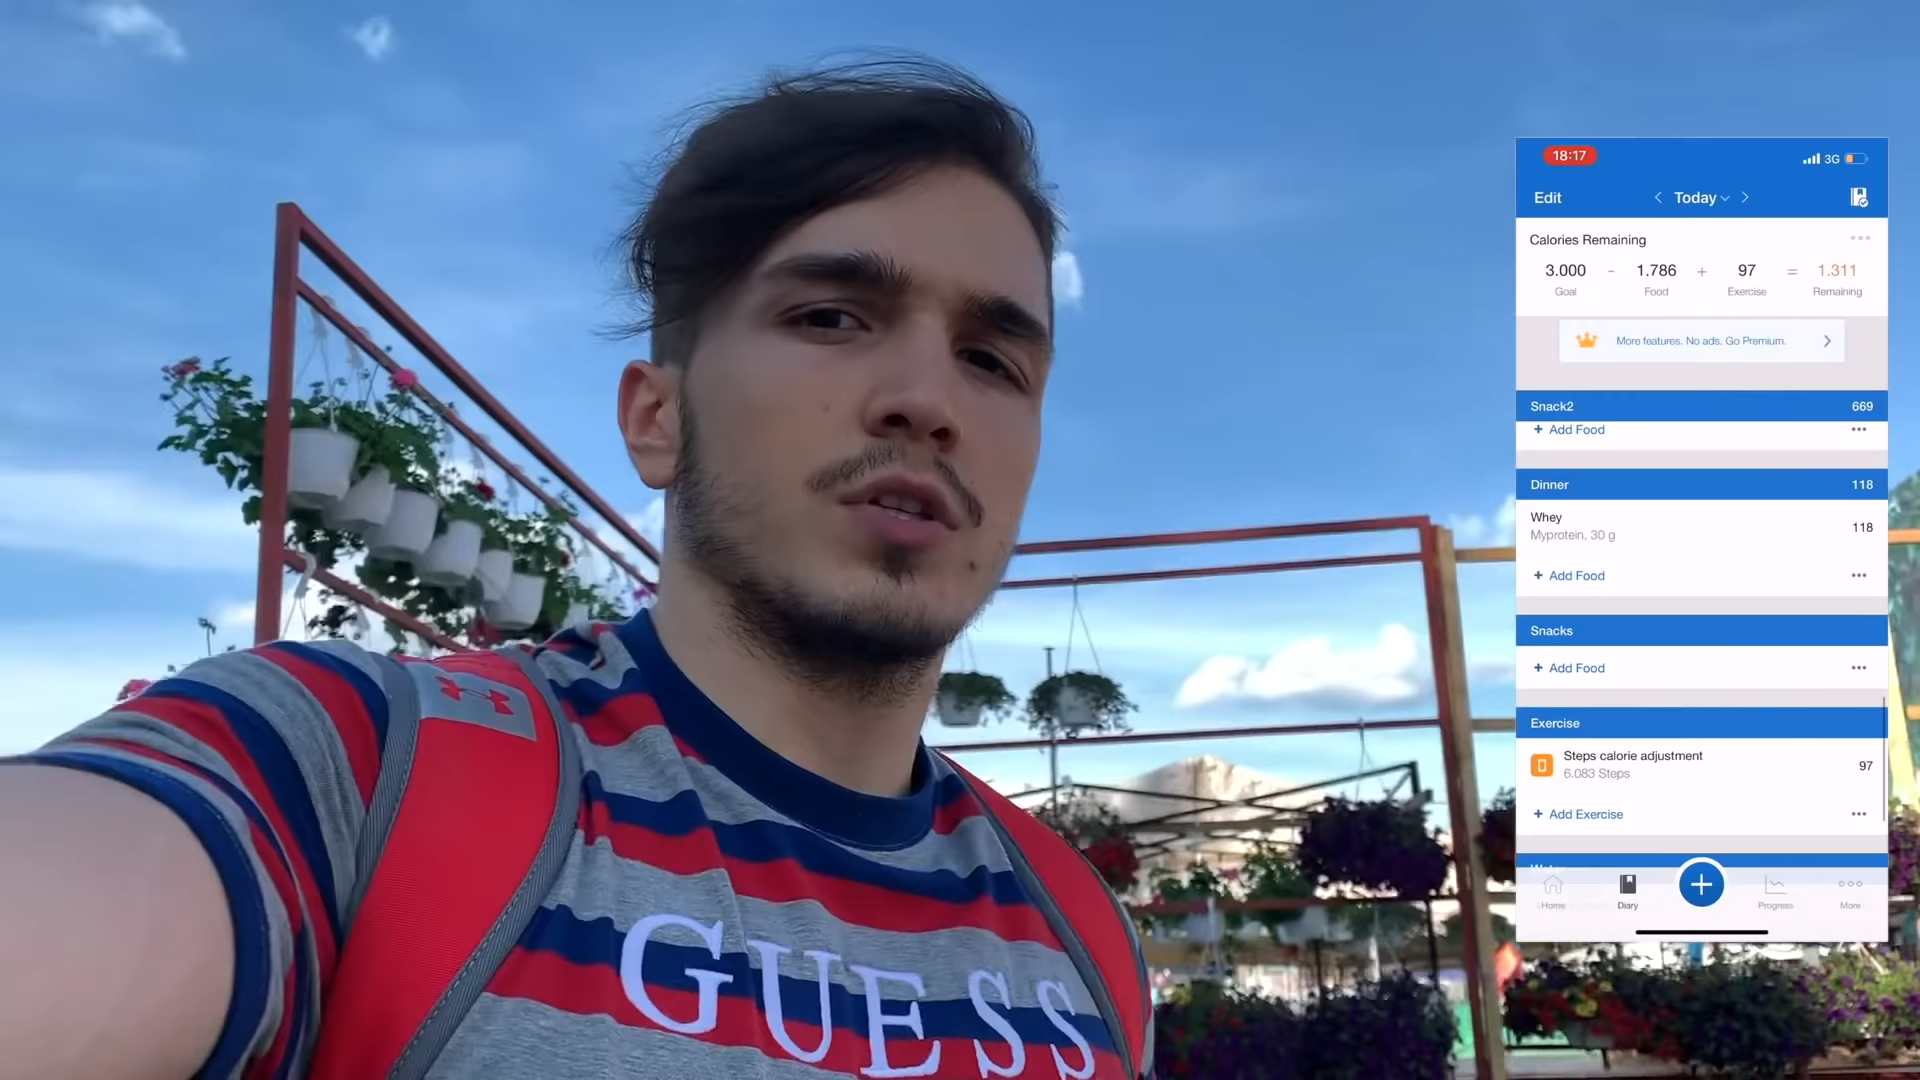 18:17
3G
Edit
Today
Calories Remaining
3.000 - 1.786 + 97 = 1.311
Goal Food Exercise Remaining
More features. No ads. Go Premium.
Snack2 669
+ Add Food
Dinner 118
Whey 118
Myprotein, 30 g
+ Add Food
Snacks
+ Add Food
Exercise
Steps calorie adjustment 97
6.083 Steps
+ Add Exercise
Home Diary Progress More
GUESS